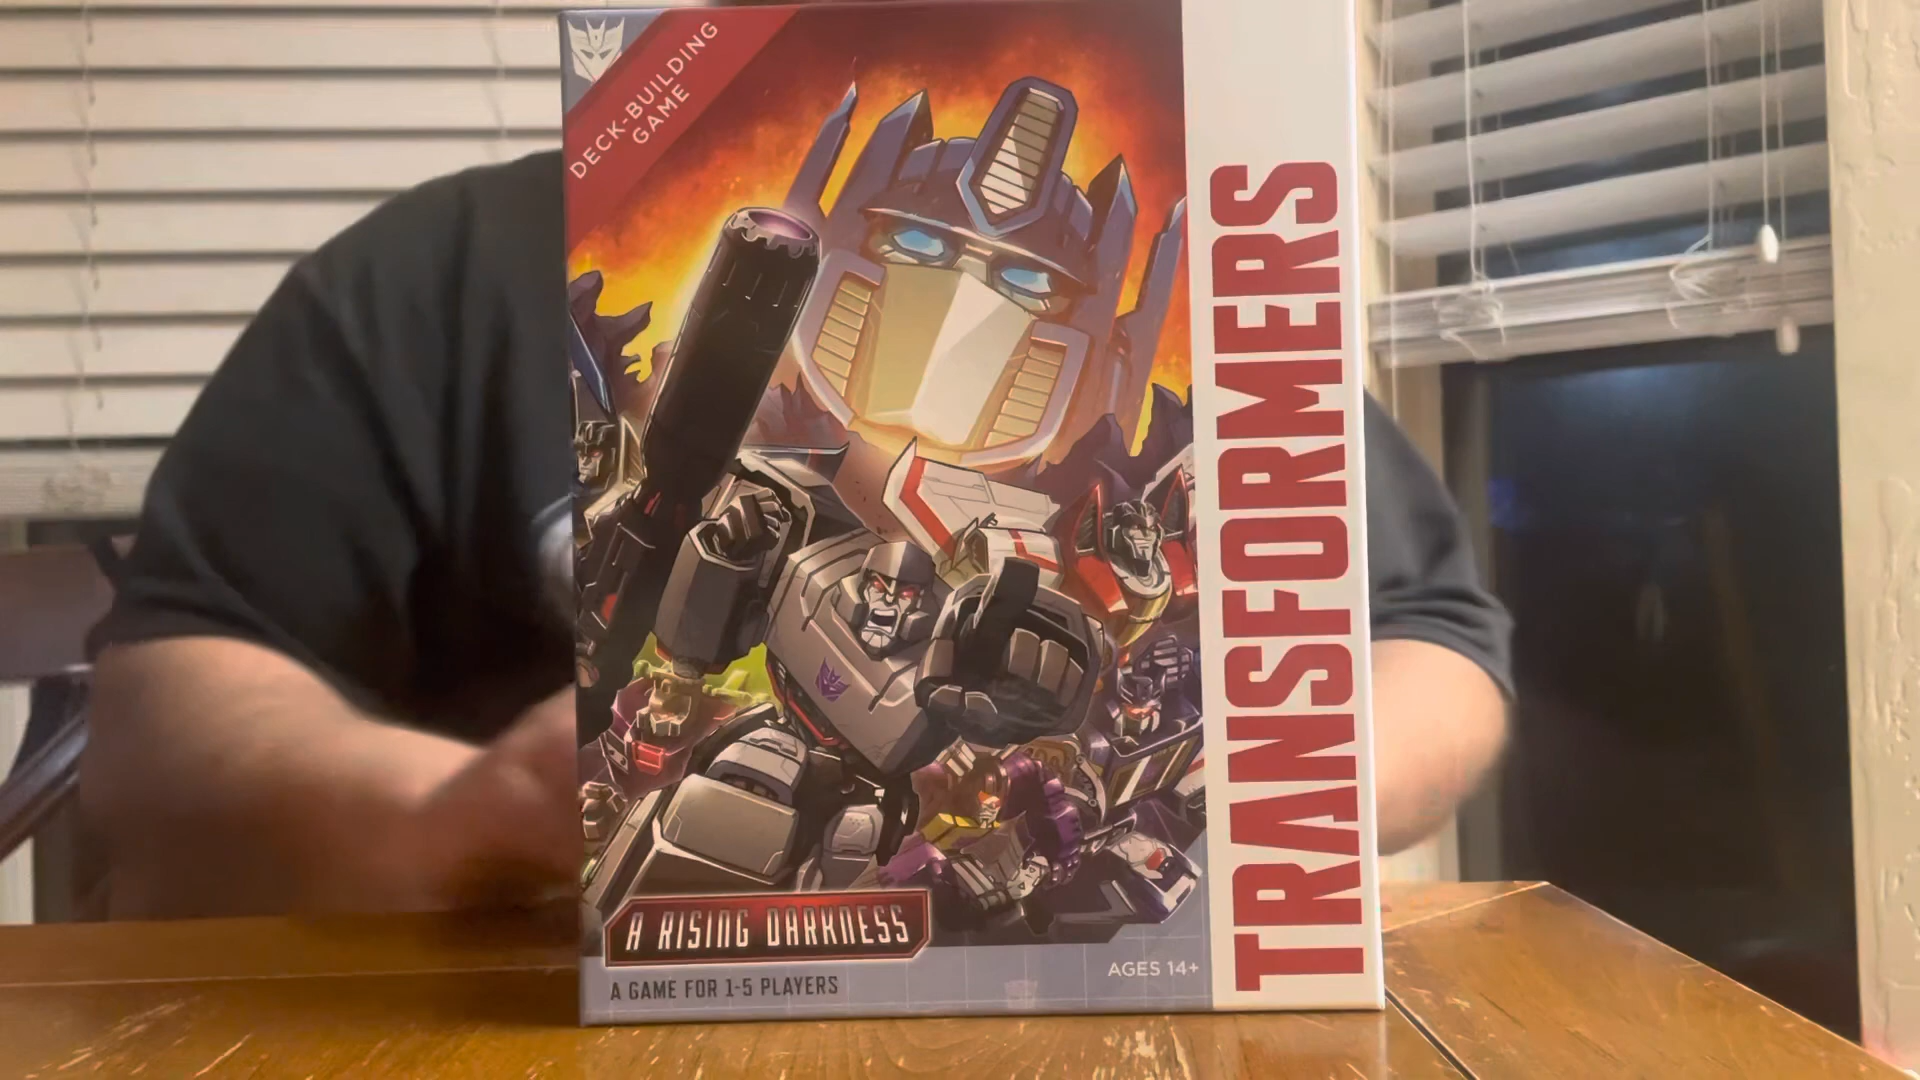 DECK-BUILDING
GAME
TRANSFORMERS
A RISING DARKNESS
A GAME FOR 1-5 PLAYERS
AGES 14+